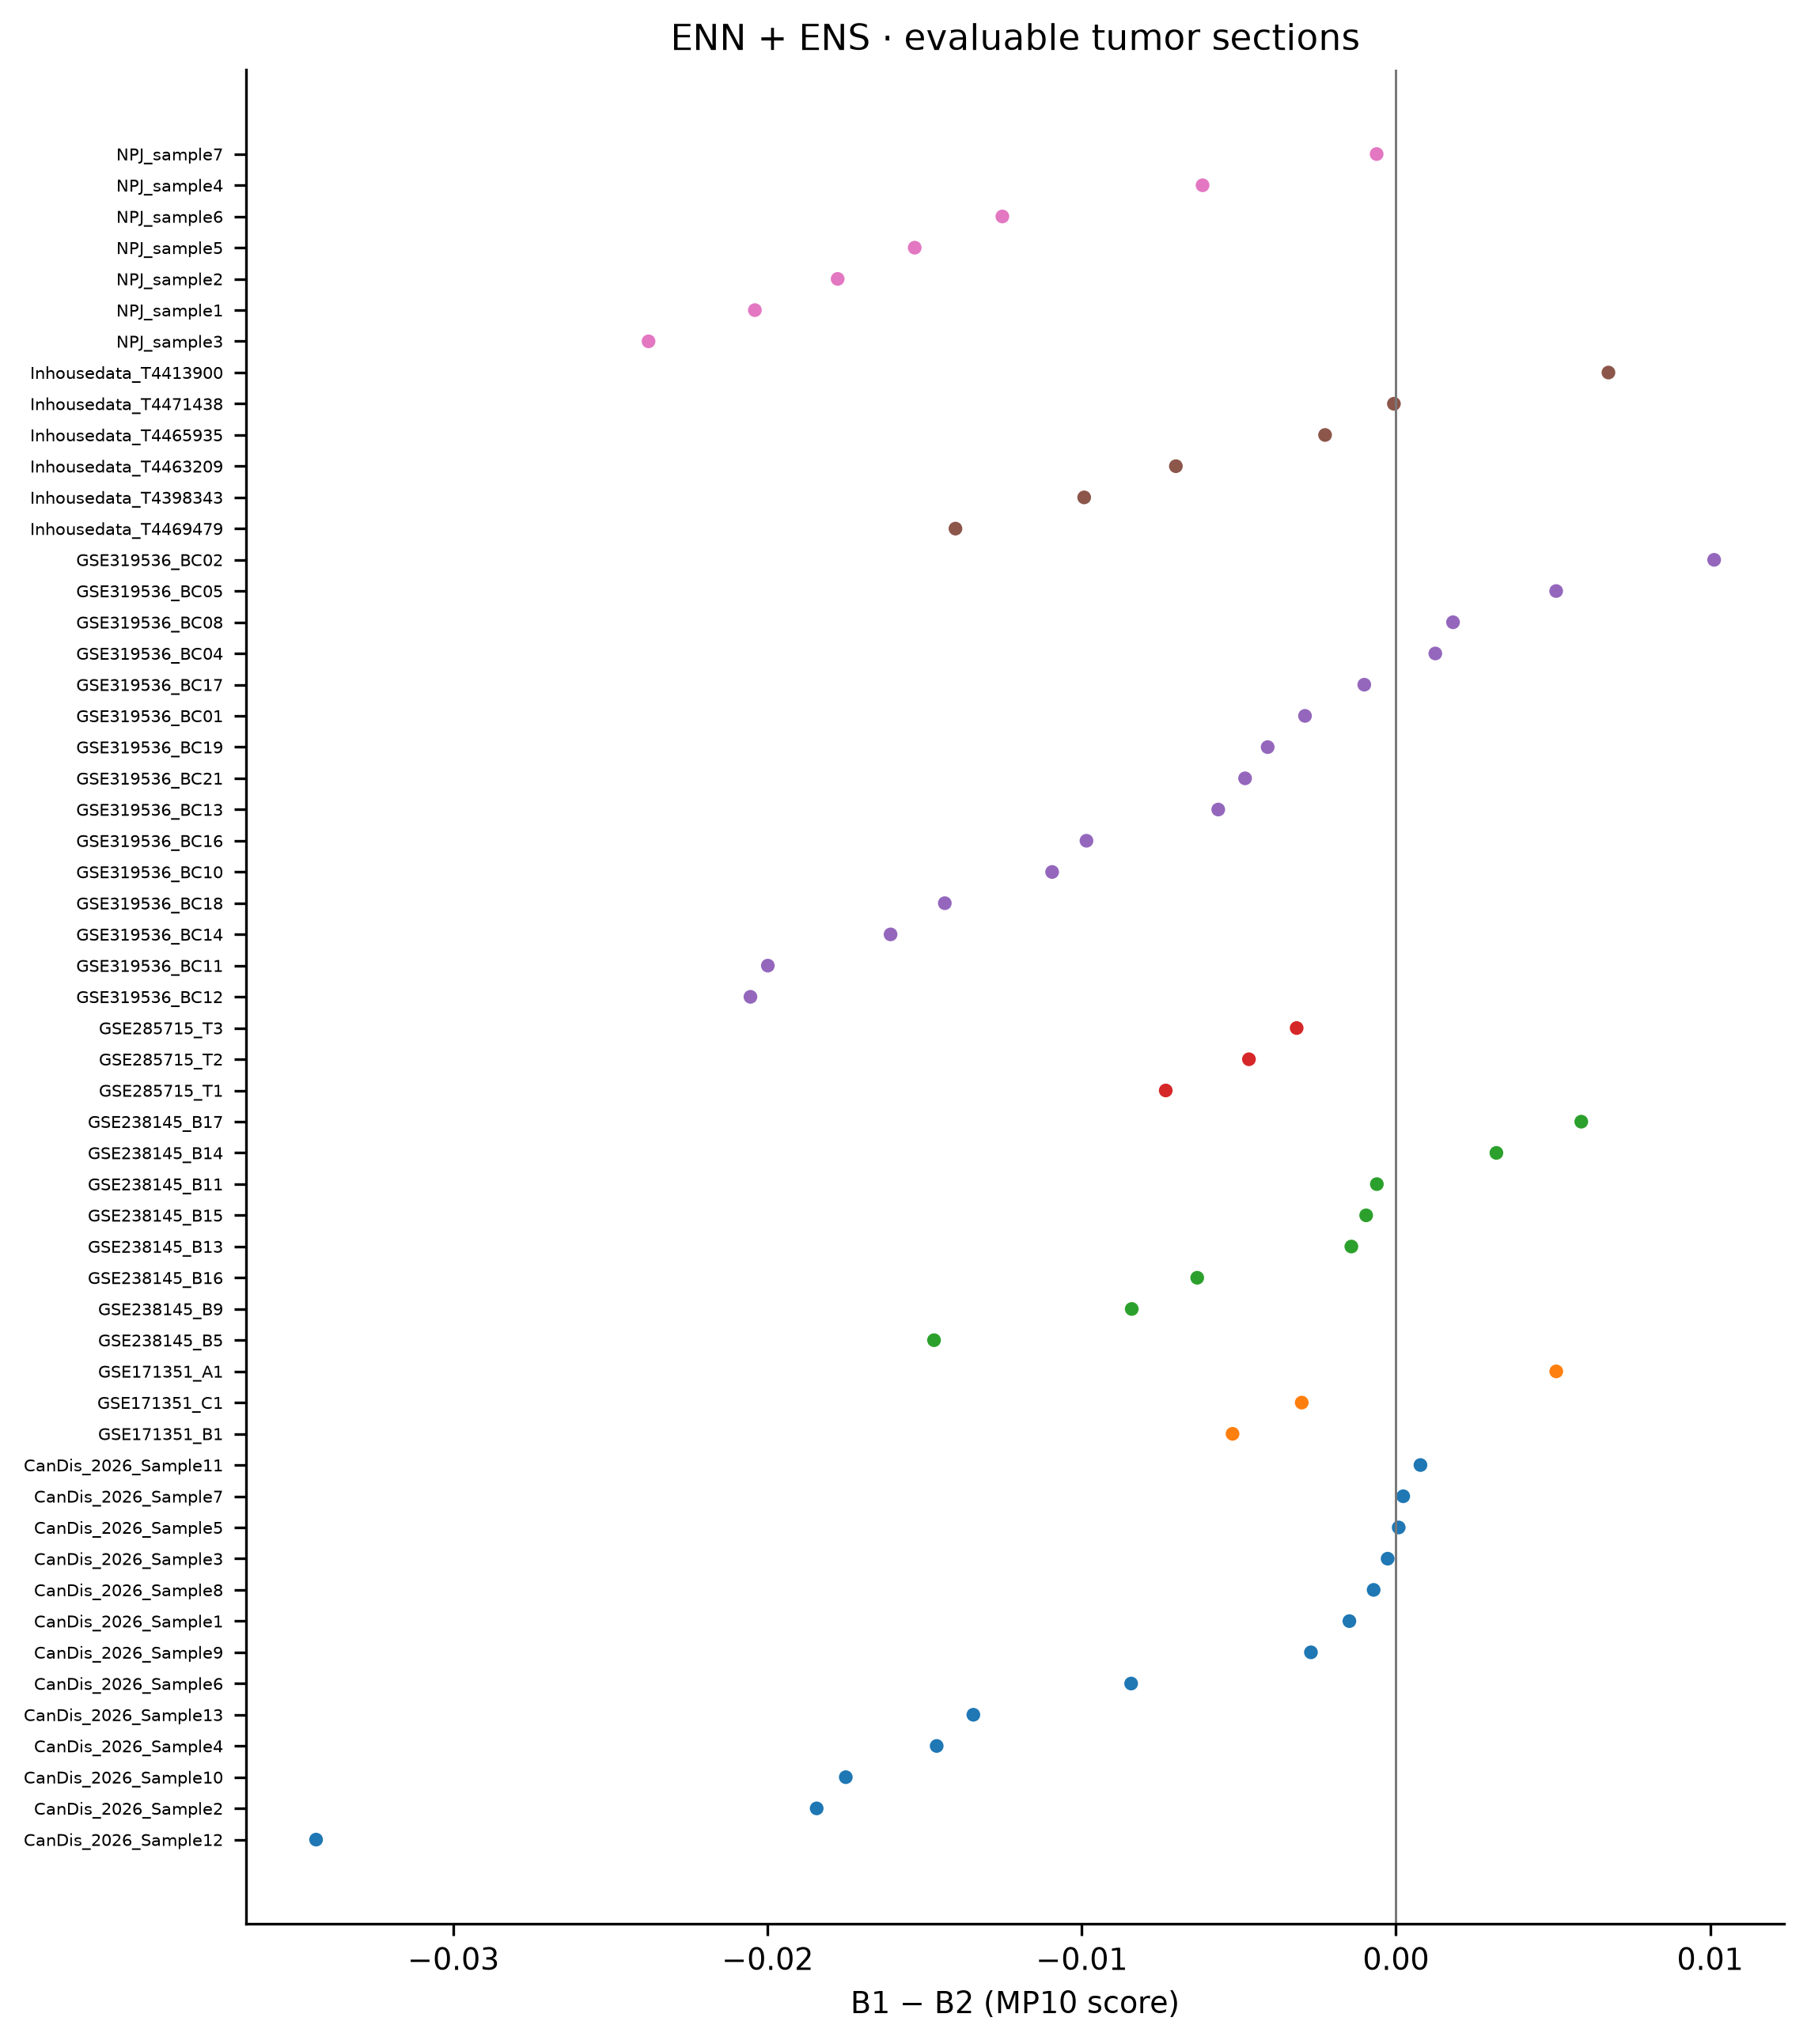 ENN + ENS · evaluable tumor sections
NPJ_sample7
NPJ_sample4
NPJ_sample6
NPJ_sample5
NPJ_sample2
NPJ_sample1
NPJ_sample3
Inhousedata_T4413900
Inhousedata_T4471438
Inhousedata_T4465935
Inhousedata_T4463209
Inhousedata_T4398343
Inhousedata_T4469479
GSE319536_BC02
GSE319536_BC05
GSE319536_BC08
GSE319536_BC04
GSE319536_BC17
GSE319536_BC01
GSE319536_BC19
GSE319536_BC21
GSE319536_BC13
GSE319536_BC16
GSE319536_BC10
GSE319536_BC18
GSE319536_BC14
GSE319536_BC11
GSE319536_BC12
GSE285715_T3
GSE285715_T2
GSE285715_T1
GSE238145_B17
GSE238145_B14
GSE238145_B11
GSE238145_B15
GSE238145_B13
GSE238145_B16
GSE238145_B9
GSE238145_B5
GSE171351_A1
GSE171351_C1
GSE171351_B1
CanDis_2026_Sample11
CanDis_2026_Sample7
CanDis_2026_Sample5
CanDis_2026_Sample3
CanDis_2026_Sample8
CanDis_2026_Sample1
CanDis_2026_Sample9
CanDis_2026_Sample6
CanDis_2026_Sample13
CanDis_2026_Sample4
CanDis_2026_Sample10
CanDis_2026_Sample2
CanDis_2026_Sample12
−0.03 −0.02 −0.01 0.00 0.01
B1 − B2 (MP10 score)